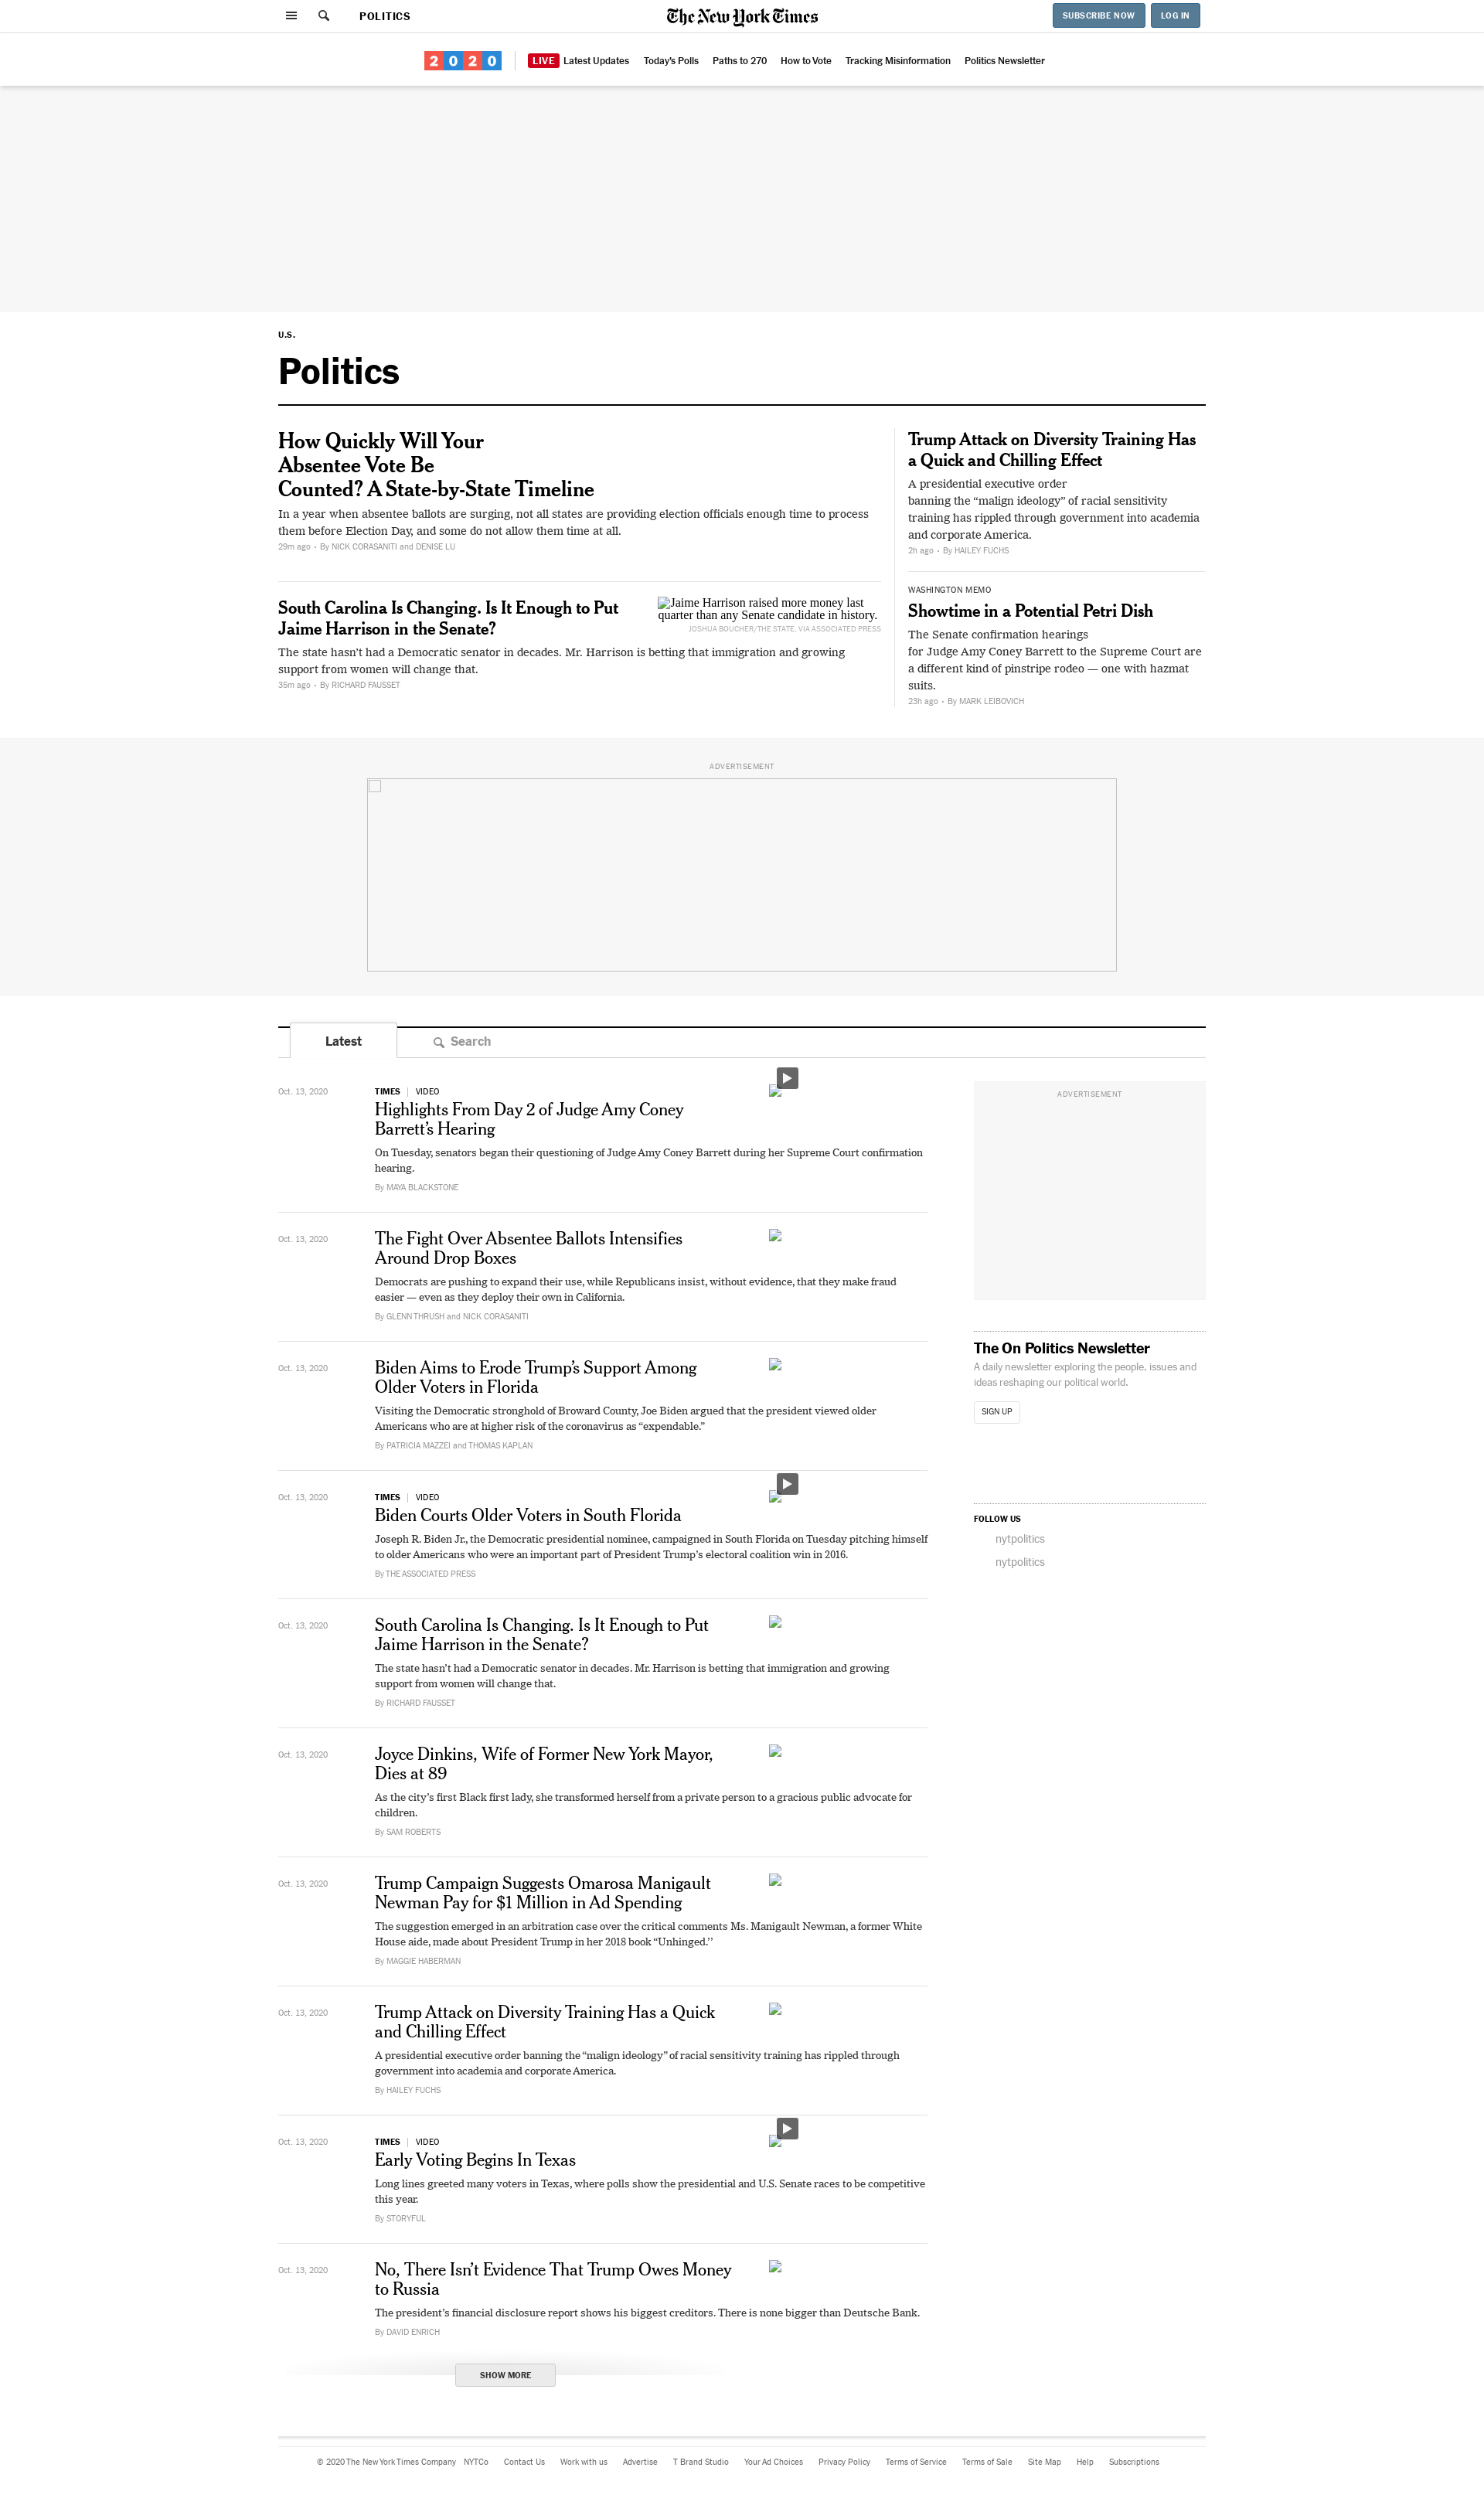 POLITICS
The New York Times
SUBSCRIBE NOW
LOG IN
2020
LIVE Latest Updates
Today's Polls
Paths to 270
How to Vote
Tracking Misinformation
Politics Newsletter
U.S.
Politics
How Quickly Will Your
Absentee Vote Be
Counted? A State-by-State Timeline
In a year when absentee ballots are surging, not all states are providing election officials enough time to process
them before Election Day, and some do not allow them time at all.
29m ago • By NICK CORASANITI and DENISE LU
South Carolina Is Changing. Is It Enough to Put
Jaime Harrison in the Senate?
Jaime Harrison raised more money last
quarter than any Senate candidate in history.
JOSHUA BOUCHER/THE STATE, VIA ASSOCIATED PRESS
The state hasn’t had a Democratic senator in decades. Mr. Harrison is betting that immigration and growing
support from women will change that.
35m ago • By RICHARD FAUSSET
Trump Attack on Diversity Training Has
a Quick and Chilling Effect
A presidential executive order
banning the “malign ideology” of racial sensitivity
training has rippled through government into academia
and corporate America.
2h ago • By HAILEY FUCHS
WASHINGTON MEMO
Showtime in a Potential Petri Dish
The Senate confirmation hearings
for Judge Amy Coney Barrett to the Supreme Court are
a different kind of pinstripe rodeo — one with hazmat
suits.
23h ago • By MARK LEIBOVICH
ADVERTISEMENT
Latest
Search
Oct. 13, 2020
TIMES | VIDEO
Highlights From Day 2 of Judge Amy Coney
Barrett’s Hearing
On Tuesday, senators began their questioning of Judge Amy Coney Barrett during her Supreme Court confirmation
hearing.
By MAYA BLACKSTONE
Oct. 13, 2020
The Fight Over Absentee Ballots Intensifies
Around Drop Boxes
Democrats are pushing to expand their use, while Republicans insist, without evidence, that they make fraud
easier — even as they deploy their own in California.
By GLENN THRUSH and NICK CORASANITI
Oct. 13, 2020
Biden Aims to Erode Trump’s Support Among
Older Voters in Florida
Visiting the Democratic stronghold of Broward County, Joe Biden argued that the president viewed older
Americans who are at higher risk of the coronavirus as “expendable.”
By PATRICIA MAZZEI and THOMAS KAPLAN
Oct. 13, 2020
TIMES | VIDEO
Biden Courts Older Voters in South Florida
Joseph R. Biden Jr., the Democratic presidential nominee, campaigned in South Florida on Tuesday pitching himself
to older Americans who were an important part of President Trump’s electoral coalition win in 2016.
By THE ASSOCIATED PRESS
Oct. 13, 2020
South Carolina Is Changing. Is It Enough to Put
Jaime Harrison in the Senate?
The state hasn’t had a Democratic senator in decades. Mr. Harrison is betting that immigration and growing
support from women will change that.
By RICHARD FAUSSET
Oct. 13, 2020
Joyce Dinkins, Wife of Former New York Mayor,
Dies at 89
As the city’s first Black first lady, she transformed herself from a private person to a gracious public advocate for
children.
By SAM ROBERTS
Oct. 13, 2020
Trump Campaign Suggests Omarosa Manigault
Newman Pay for $1 Million in Ad Spending
The suggestion emerged in an arbitration case over the critical comments Ms. Manigault Newman, a former White
House aide, made about President Trump in her 2018 book “Unhinged.’’
By MAGGIE HABERMAN
Oct. 13, 2020
Trump Attack on Diversity Training Has a Quick
and Chilling Effect
A presidential executive order banning the “malign ideology” of racial sensitivity training has rippled through
government into academia and corporate America.
By HAILEY FUCHS
Oct. 13, 2020
TIMES | VIDEO
Early Voting Begins In Texas
Long lines greeted many voters in Texas, where polls show the presidential and U.S. Senate races to be competitive
this year.
By STORYFUL
Oct. 13, 2020
No, There Isn’t Evidence That Trump Owes Money
to Russia
The president’s financial disclosure report shows his biggest creditors. There is none bigger than Deutsche Bank.
By DAVID ENRICH
SHOW MORE
ADVERTISEMENT
The On Politics Newsletter
A daily newsletter exploring the people, issues and
ideas reshaping our political world.
SIGN UP
FOLLOW US
nytpolitics
nytpolitics
© 2020 The New York Times Company
NYTCo
Contact Us
Work with us
Advertise
T Brand Studio
Your Ad Choices
Privacy Policy
Terms of Service
Terms of Sale
Site Map
Help
Subscriptions